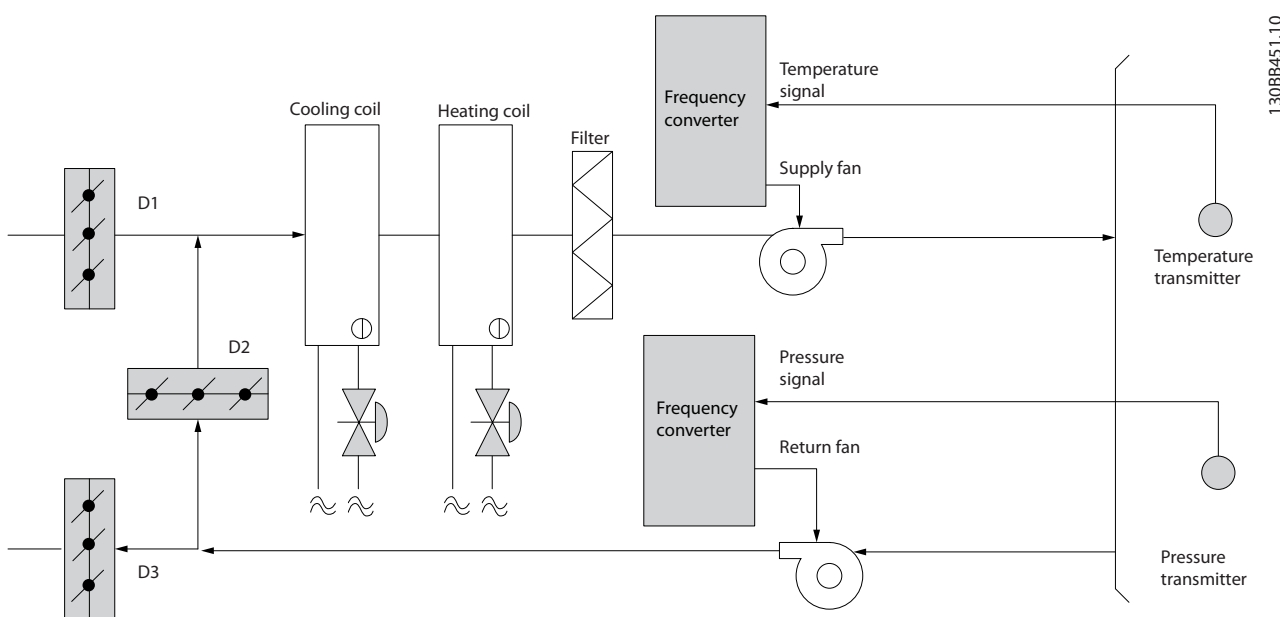 130BB451.10
Temperature
signal
Frequency
converter
Cooling coil
Heating coil
Filter
Supply fan
D1
Temperature
transmitter
D2
Pressure
signal
Frequency
converter
Return fan
D3
Pressure
transmitter